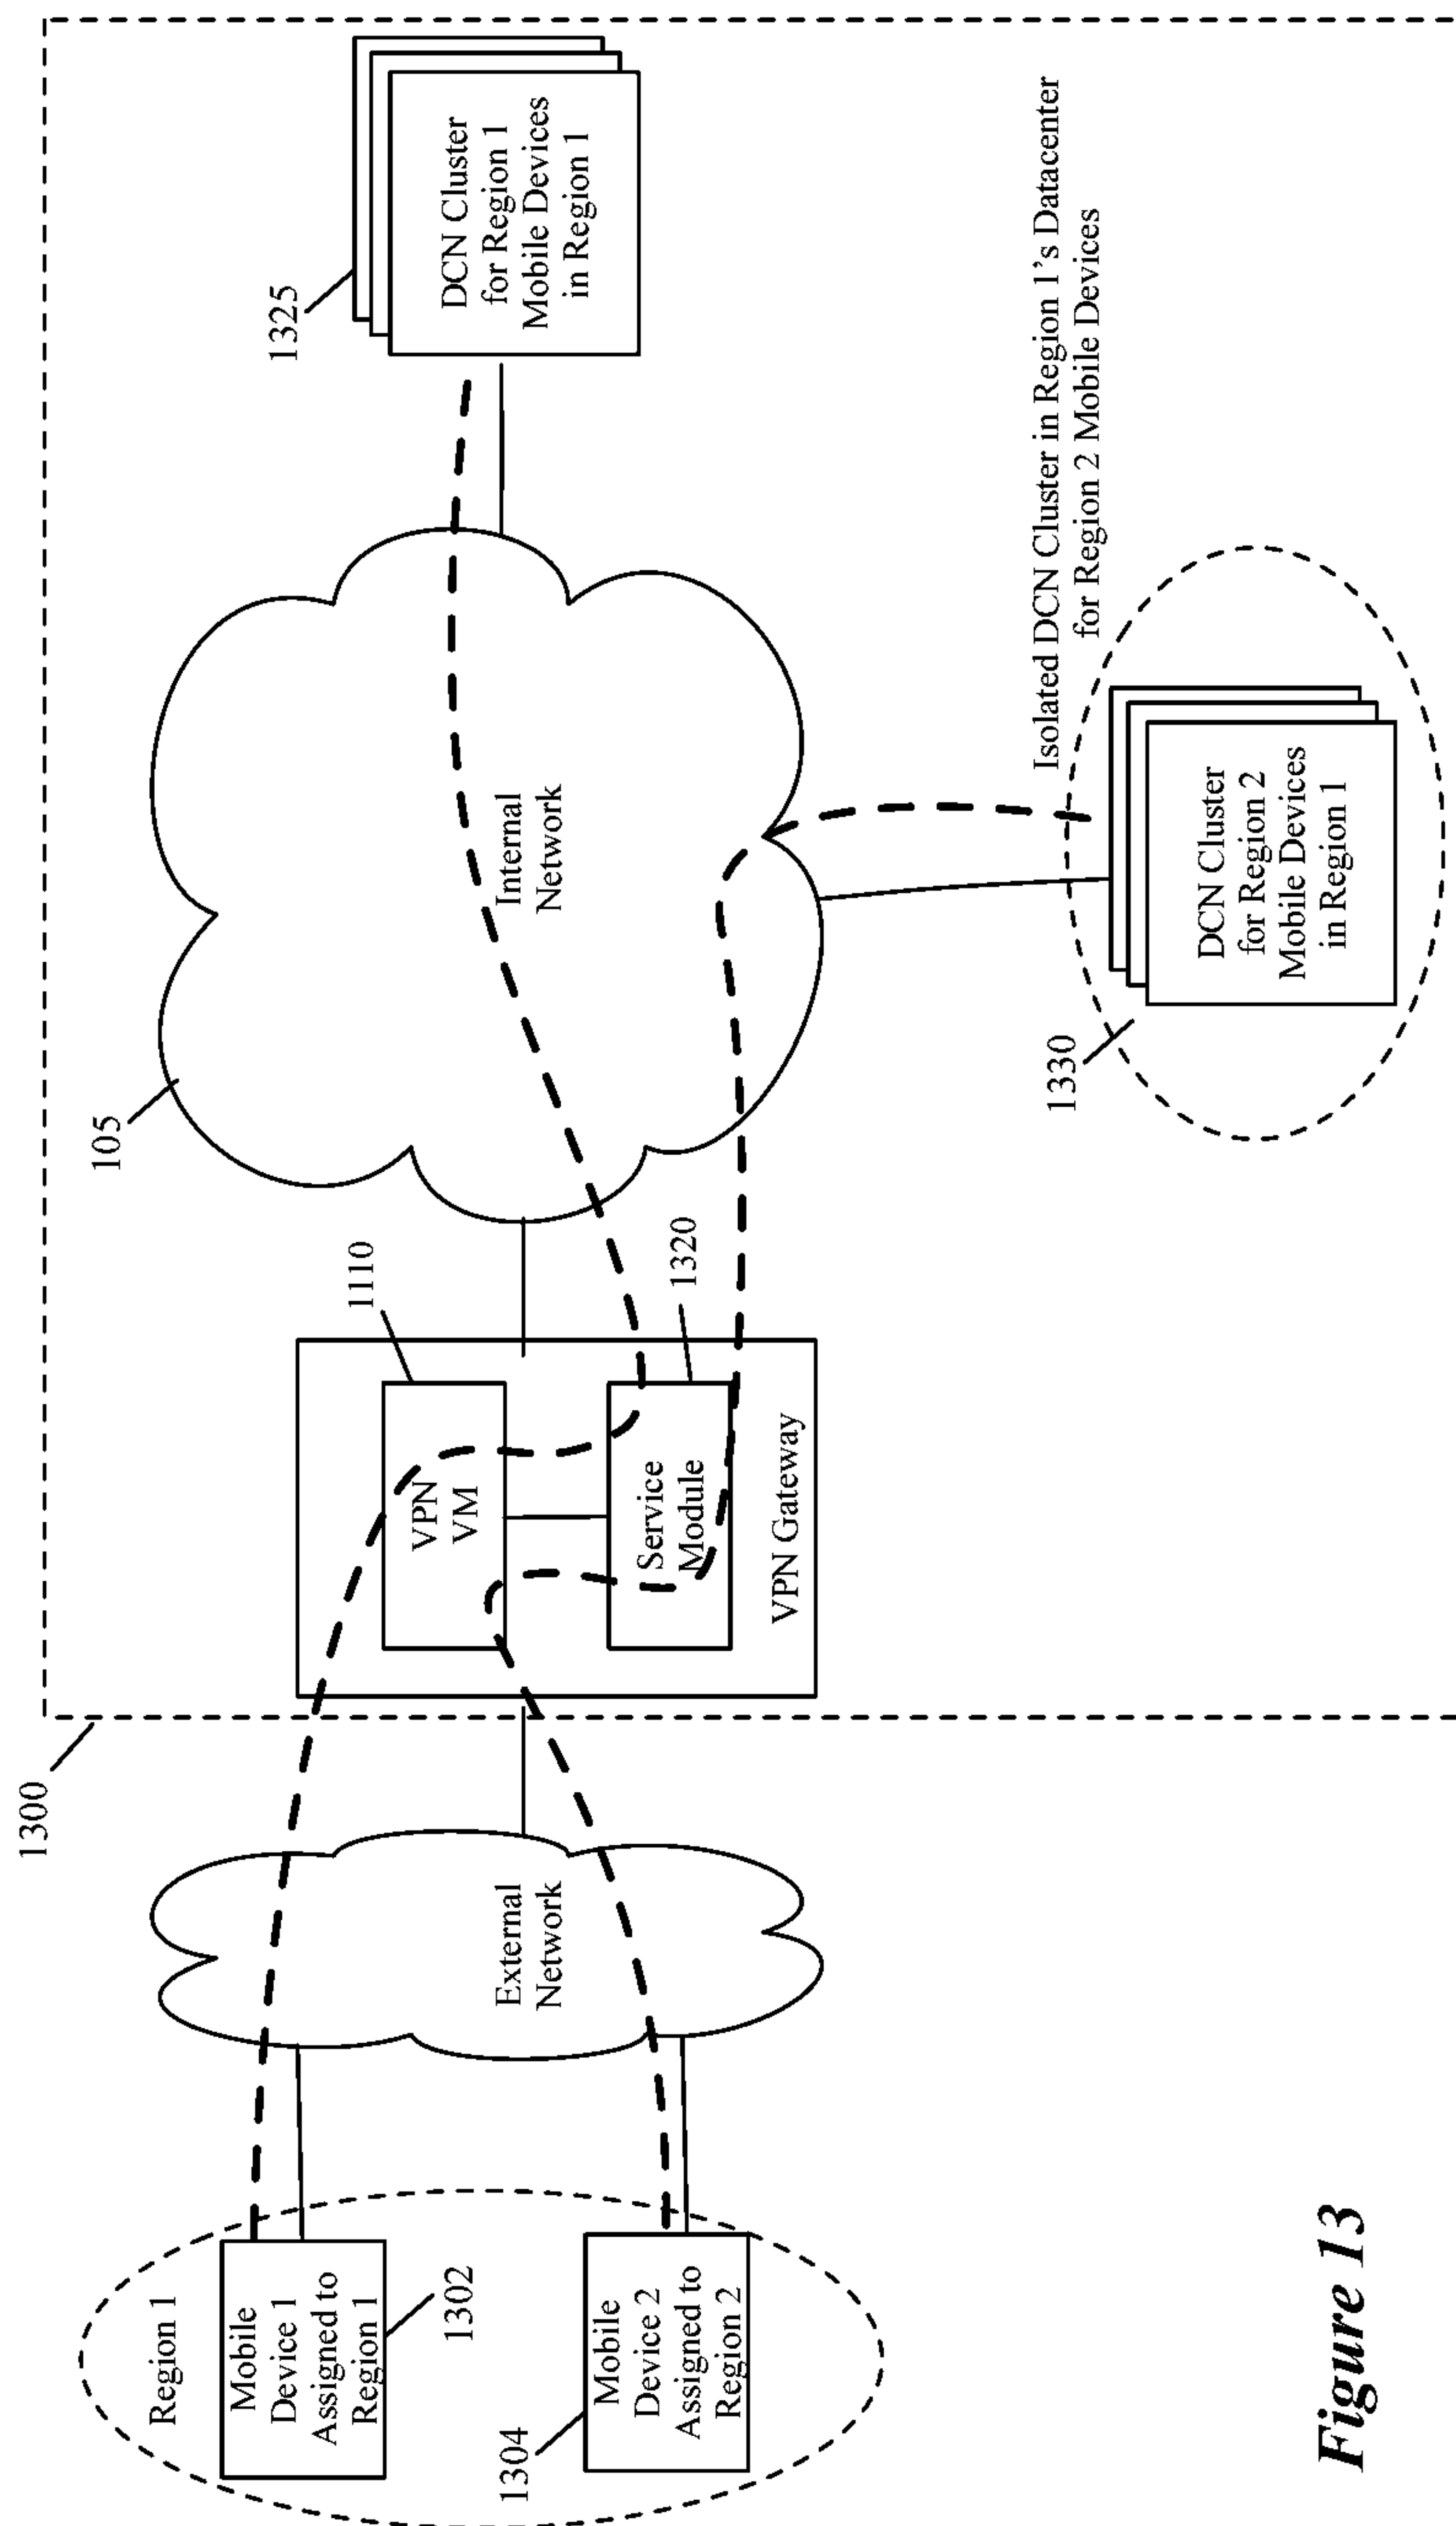 1300
Region 1
Mobile
Device 1
Assigned to
Region 1
1302
1304
Mobile
Device 2
Assigned to
Region 2
External
Network
1110
VPN
VM
1320
Service
Module
VPN Gateway
105
Internal
Network
1325
DCN Cluster
for Region 1
Mobile Devices
in Region 1
Isolated DCN Cluster in Region 1's Datacenter
for Region 2 Mobile Devices
1330
DCN Cluster
for Region 2
Mobile Devices
in Region 1
Figure 13